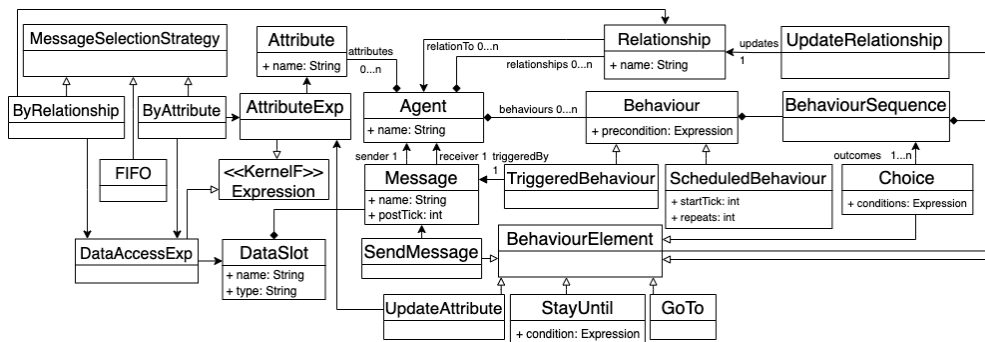 MessageSelectionStrategy
Attribute
+ name: String
attributes
0...n
relationTo 0...n
relationships 0...n
Relationship
+ name: String
updates
1
UpdateRelationship
ByRelationship
ByAttribute
AttributeExp
Agent
+ name: String
behaviours 0...n
Behaviour
+ precondition: Expression
BehaviourSequence
FIFO
<<KernelF>>
Expression
sender 1
receiver 1
triggeredBy
1
outcomes
1...n
Message
+ name: String
+ postTick: int
TriggeredBehaviour
ScheduledBehaviour
+ startTick: int
+ repeats: int
Choice
+ conditions: Expression
DataAccessExp
DataSlot
+ name: String
+ type: String
SendMessage
BehaviourElement
UpdateAttribute
StayUntil
+ condition: Expression
GoTo